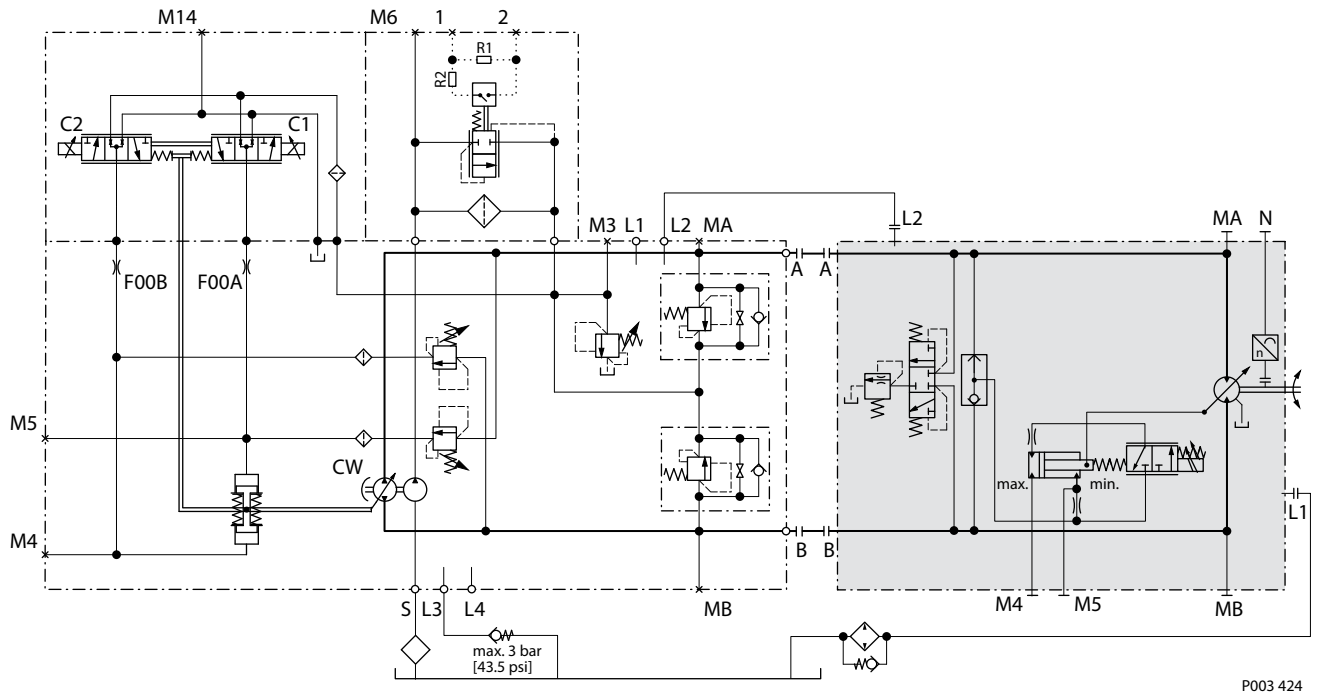 M14 M6 1 2
R1
R2
C2 C1
M3 L1 L2 MA L2 MA N
F00B F00A
A A
n
M5
CW
max. min.
L1
M4
B B
S L3 L4 MB M4 M5 MB
max. 3 bar
[43.5 psi]
P003 424